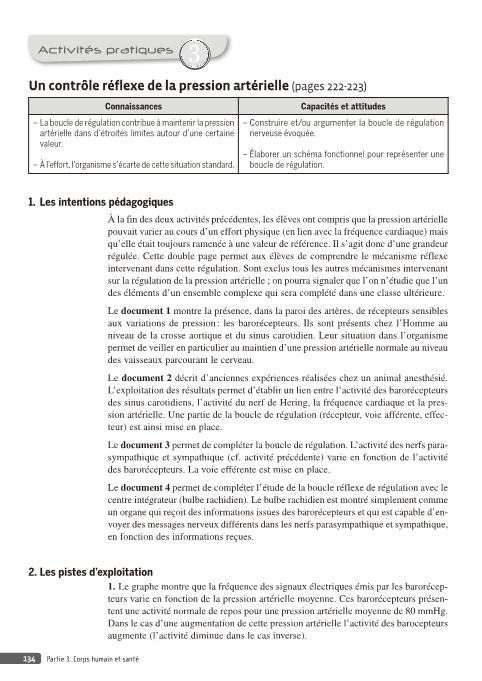 Activités pratiques 3
Un contrôle réflexe de la pression artérielle (pages 222-223)
Connaissances
– La boucle de régulation contribue à maintenir la pression
artérielle dans d'étroites limites autour d'une certaine
valeur.
– À l'effort, l'organisme s'écarte de cette situation standard.
Capacités et attitudes
– Construire et/ou argumenter la boucle de régulation
nerveuse évoquée.
– Élaborer un schéma fonctionnel pour représenter une
boucle de régulation.
1. Les intentions pédagogiques
À la fin des deux activités précédentes, les élèves ont compris que la pression artérielle
pouvait varier au cours d'un effort physique (en lien avec la fréquence cardiaque) mais
qu'elle était toujours ramenée à une valeur de référence. Il s'agit donc d'une grandeur
régulée. Cette double page permet aux élèves de comprendre le mécanisme réflexe
intervenant dans cette régulation. Sont exclus tous les autres mécanismes intervenant
sur la régulation de la pression artérielle ; on pourra signaler que l'on n'étudie que l'un
des éléments d'un ensemble complexe qui sera complété dans une classe ultérieure.
Le document 1 montre la présence, dans la paroi des artères, de récepteurs sensibles
aux variations de pression : les barorécepteurs. Ils sont présents chez l'Homme au
niveau de la crosse aortique et du sinus carotidien. Leur situation dans l'organisme
permet de veiller en particulier au maintien d'une pression artérielle normale au niveau
des vaisseaux parcourant le cerveau.
Le document 2 décrit d'anciennes expériences réalisées chez un animal anesthésié.
L'exploitation des résultats permet d'établir un lien entre l'activité des barorécepteurs
des sinus carotidiens, l'activité du nerf de Hering, la fréquence cardiaque et la pres-
sion artérielle. Une partie de la boucle de régulation (récepteur, voie afférente, effec-
teur) est ainsi mise en place.
Le document 3 permet de compléter la boucle de régulation. L'activité des nerfs para-
sympathique et sympathique (cf. activité précédente) varie en fonction de l'activité
des barorécepteurs. La voie efférente est mise en place.
Le document 4 permet de compléter l'étude de la boucle réflexe de régulation avec le
centre intégrateur (bulbe rachidien). Le bulbe rachidien est montré simplement comme
un organe qui reçoit des informations issues des barorécepteurs et qui est capable d'en-
voyer des messages nerveux différents dans les nerfs parasympathique et sympathique,
en fonction des informations reçues.
2. Les pistes d'exploitation
1. Le graphe montre que la fréquence des signaux électriques émis par les barorécep-
teurs varie en fonction de la pression artérielle moyenne. Ces barorécepteurs présen-
tent une activité normale de repos pour une pression artérielle moyenne de 80 mmHg.
Dans le cas d'une augmentation de cette pression artérielle l'activité des barocepteurs
augmente (l'activité diminue dans le cas inverse).
134 Partie 3. Corps humain et santé